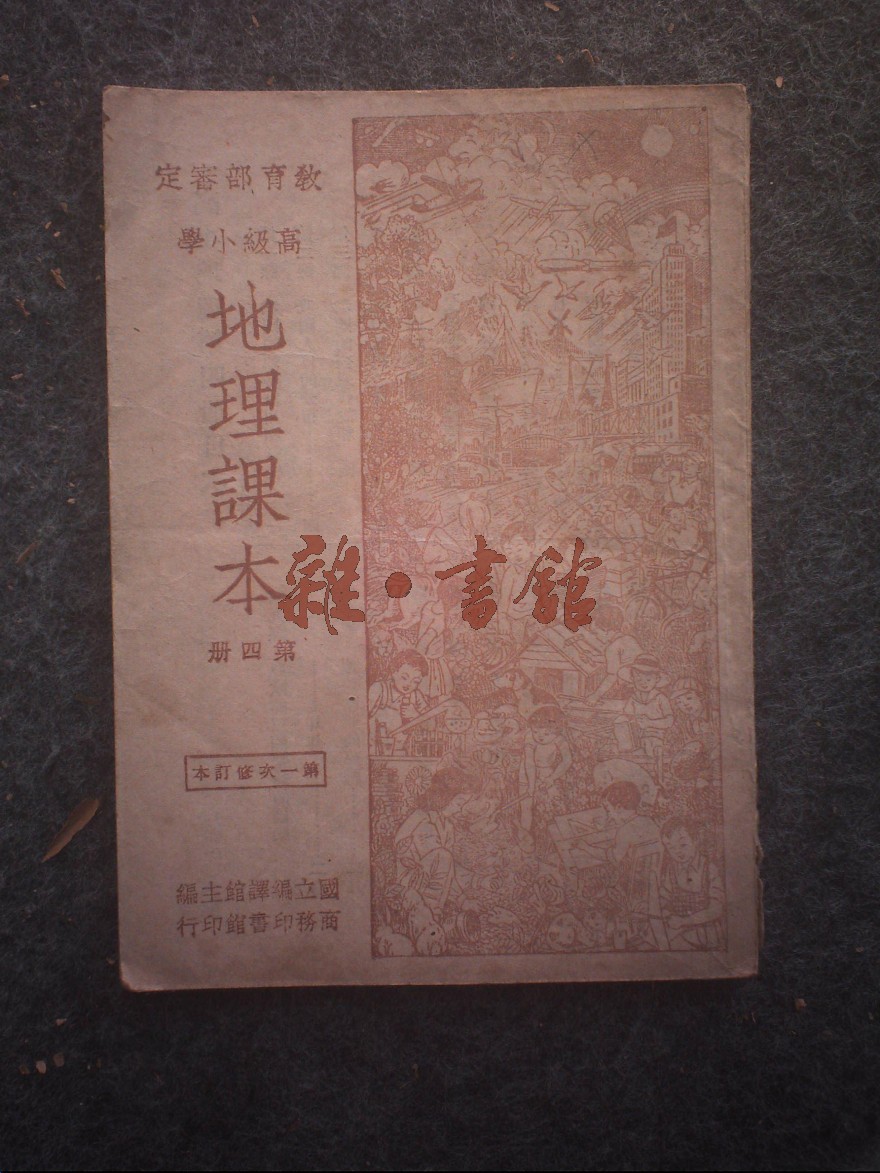 教育部審定
高級小學
地理課本
第四册
第一次修訂本
國立編譯館主編
商務印書館印行
雜·書館